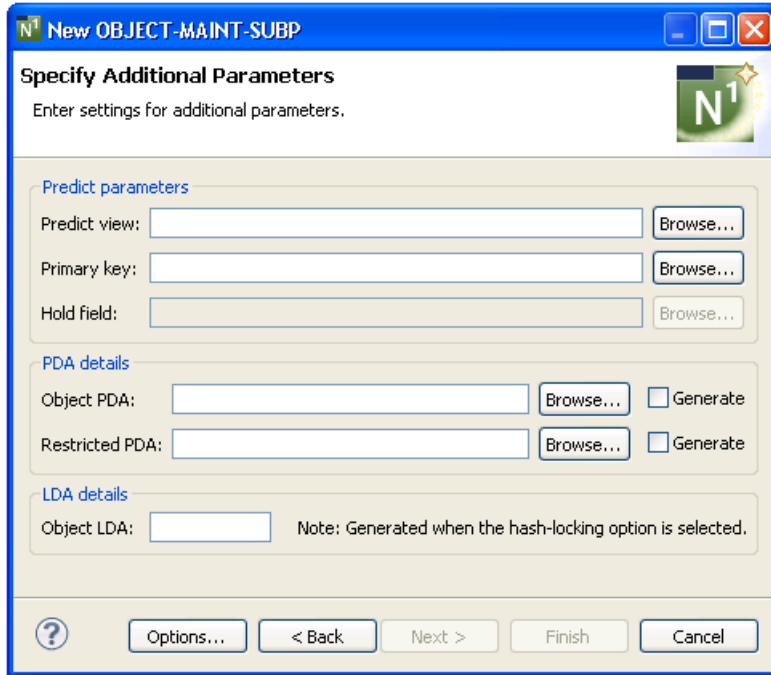 N1 New OBJECT-MAINT-SUBP
Specify Additional Parameters
Enter settings for additional parameters.
N1
Predict parameters
Predict view: Browse...
Primary key: Browse...
Hold field: Browse...
PDA details
Object PDA: Browse... Generate
Restricted PDA: Browse... Generate
LDA details
Object LDA: Note: Generated when the hash-locking option is selected.
? Options... < Back Next > Finish Cancel